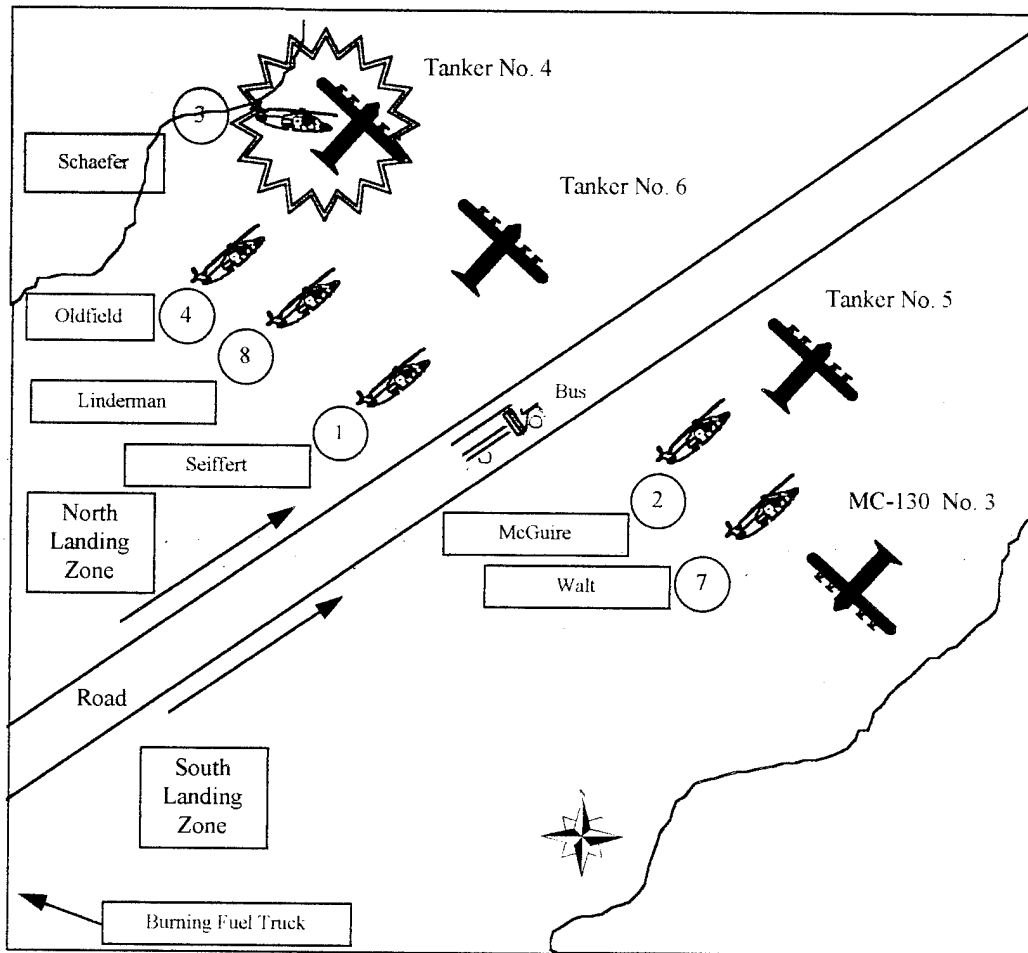 Tanker No. 4
3
Schaefer
Tanker No. 6
Oldfield
4
Tanker No. 5
8
Linderman
Bus
1
Seiffert
2
MC-130 No. 3
McGuire
North
Landing
Zone
Walt
7
Road
South
Landing
Zone
Burning Fuel Truck